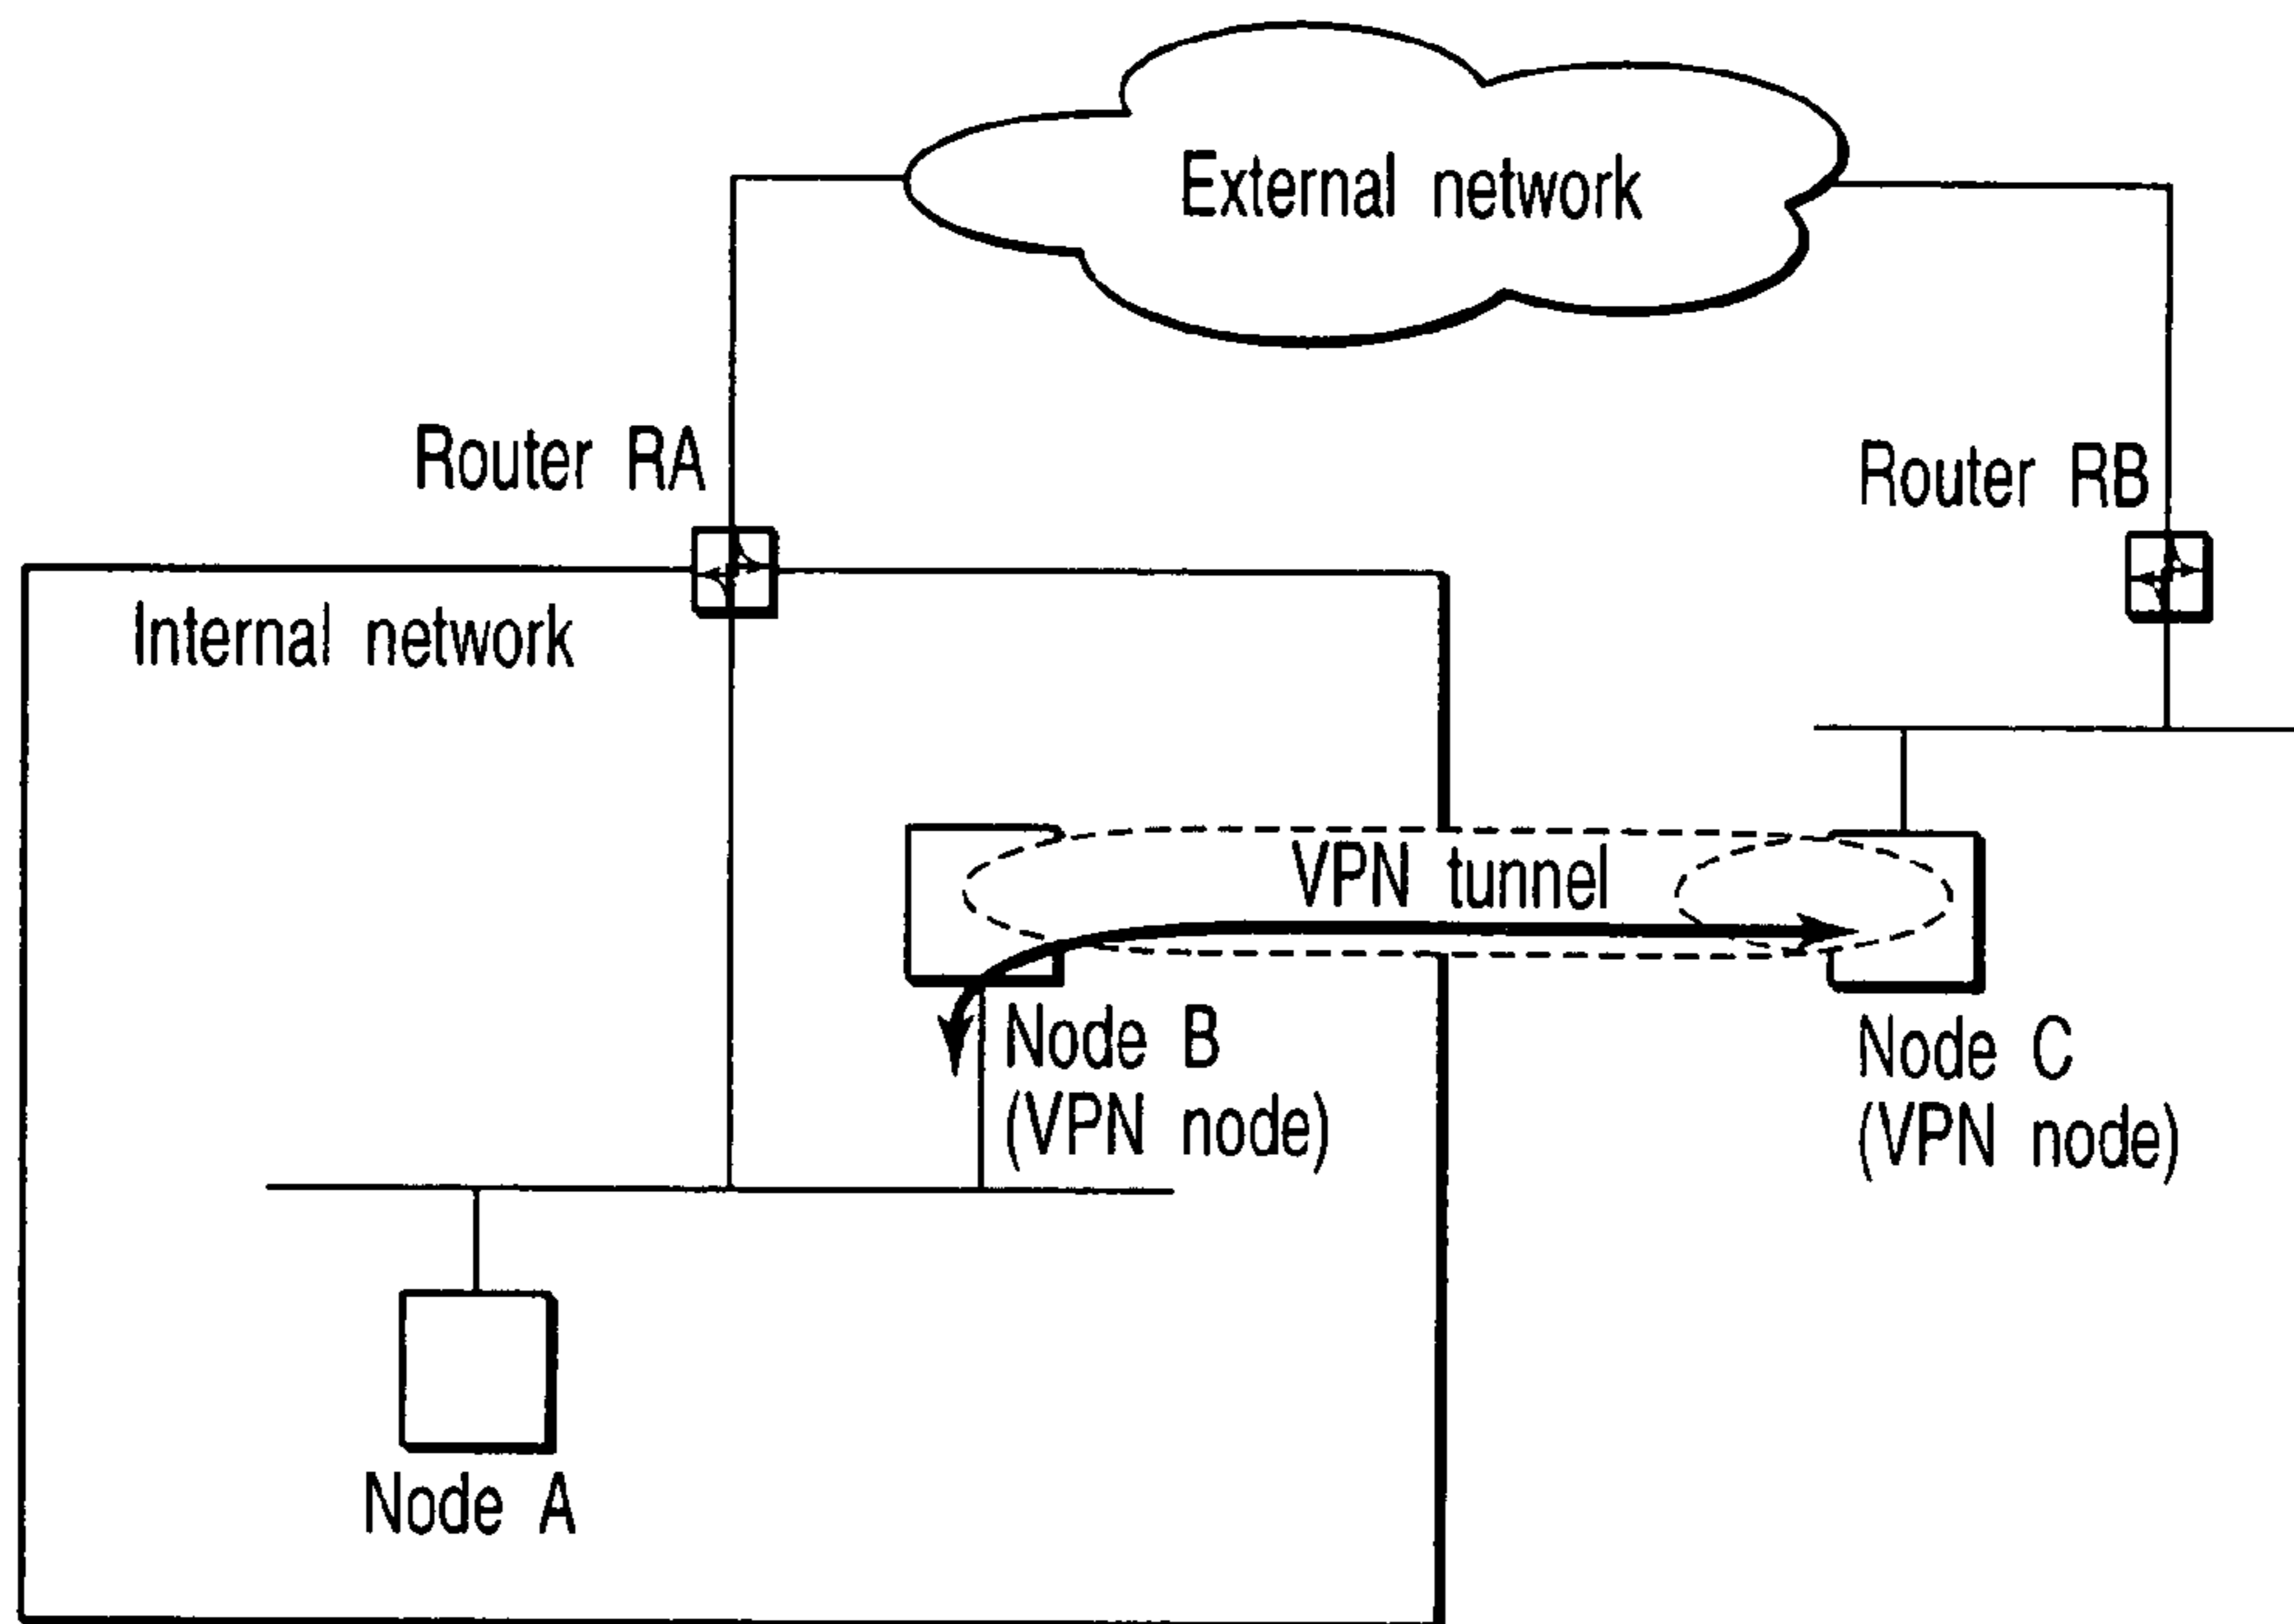 External network
Router RA
Router RB
Internal network
VPN tunnel
Node B
(VPN node)
Node C
(VPN node)
Node A